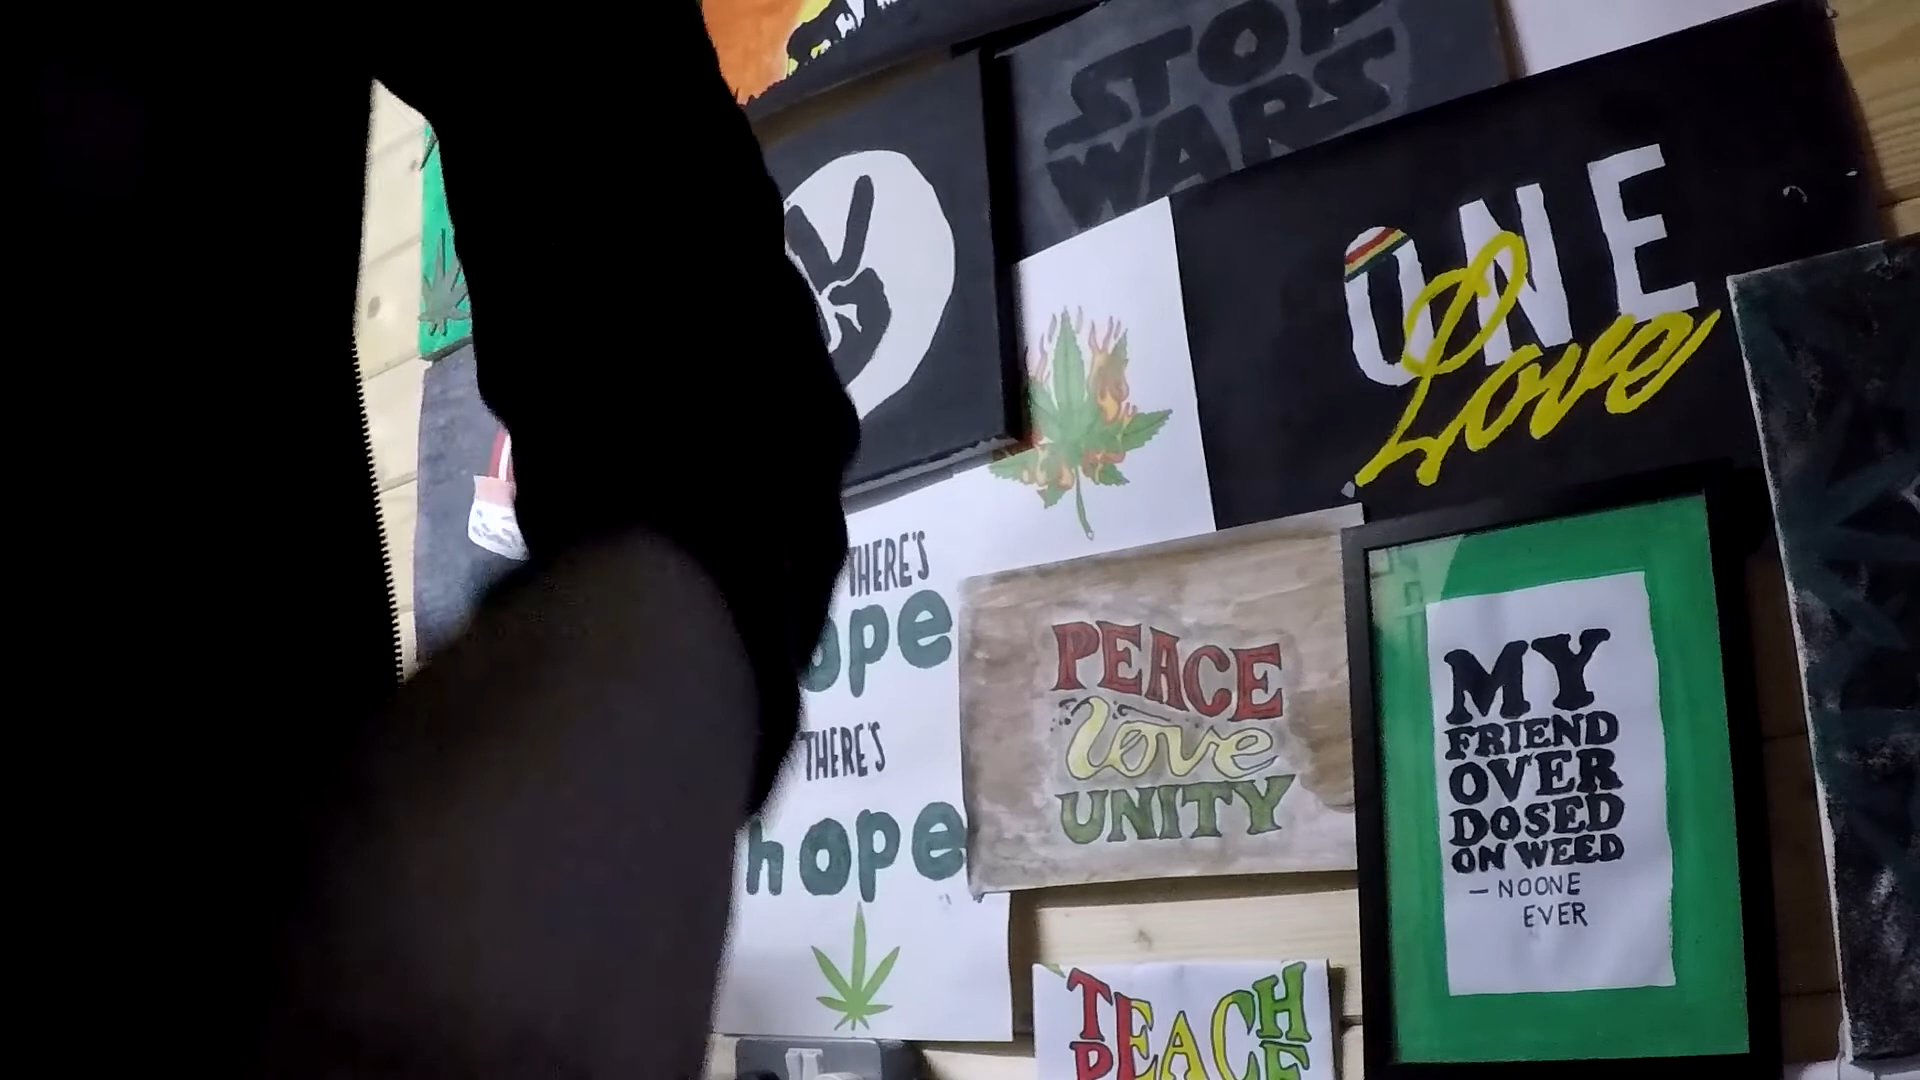 STOP
WARS
ONE
Love
THERE'S
ope
THERE'S
hope
PEACE
love
UNITY
MY
FRIEND
OVER
DOSED
ON WEED
— NOONE
EVER
TEACH